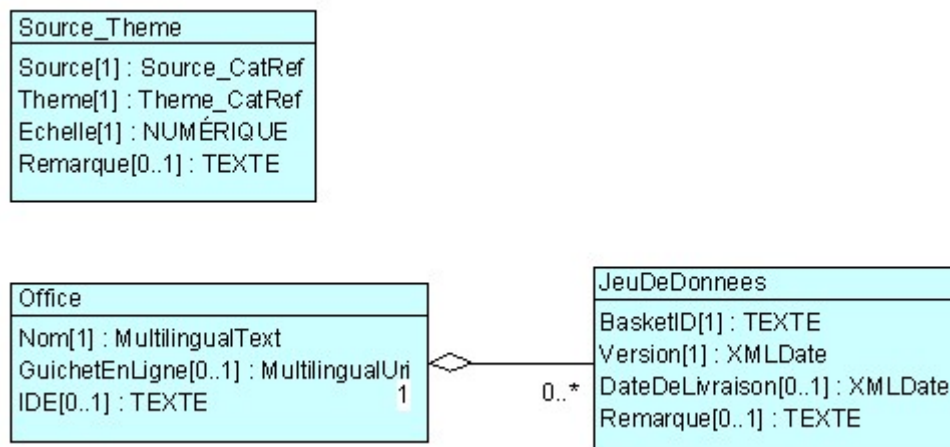 Source_Theme
Source[1] : Source_CatRef
Theme[1] : Theme_CatRef
Echelle[1] : NUMÉRIQUE
Remarque[0..1] : TEXTE
Office
Nom[1] : MultilingualText
GuichetEnLigne[0..1] : MultilingualUri
IDE[0..1] : TEXTE
1
0..*
JeuDeDonnees
BasketID[1] : TEXTE
Version[1] : XMLDate
DateDeLivraison[0..1] : XMLDate
Remarque[0..1] : TEXTE